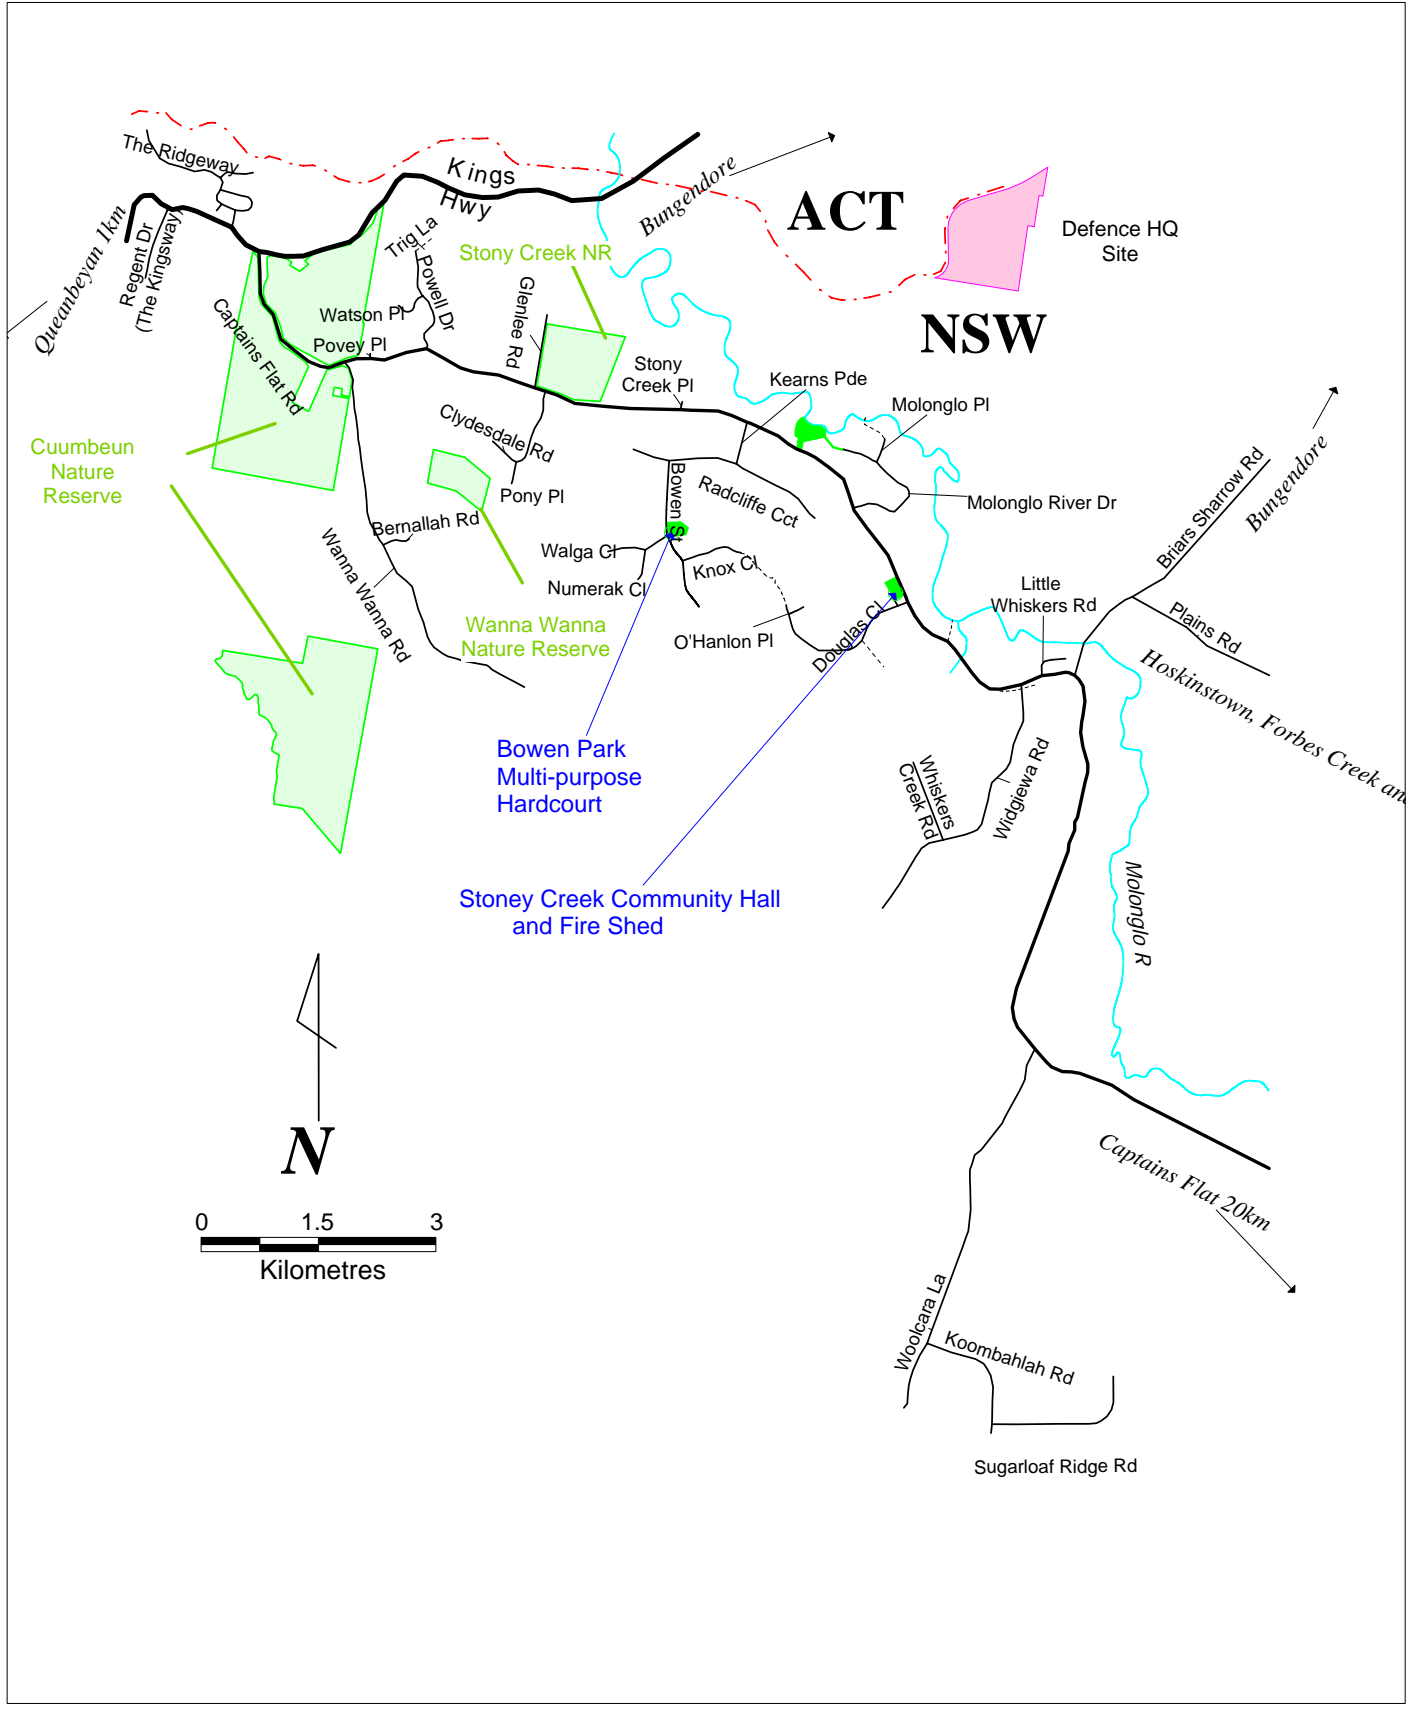 The Ridgeway
Kings
Hwy
Bungendore
ACT
Defence HQ
Site
Queanbeyan 1km
Regent Dr
(The Kingsway)
Trig La
Powell Dr
Stony Creek NR
Watson Pl
Povey Pl
Captains Flat Rd
Glenlee Rd
NSW
Stony
Creek Pl
Kearns Pde
Molonglo Pl
Clydesdale Rd
Cuumbeun
Nature
Reserve
Pony Pl
Bowen St
Radcliffe Cct
Molonglo River Dr
Briars Sharrow Rd
Bungendore
Bernallah Rd
Wanna Wanna Rd
Walga Cl
Knox Cl
Numerak Cl
Little
Whiskers Rd
Plains Rd
Wanna Wanna
Nature Reserve
O'Hanlon Pl
Douglas Cl
Hoskinstown, Forbes Creek and
Bowen Park
Multi-purpose
Hardcourt
Whiskers
Creek Rd
Widgiewa Rd
Stoney Creek Community Hall
and Fire Shed
Molonglo R
N
Captains Flat 20km
0 1.5 3
Kilometres
Woolcara La
Koombahlah Rd
Sugarloaf Ridge Rd